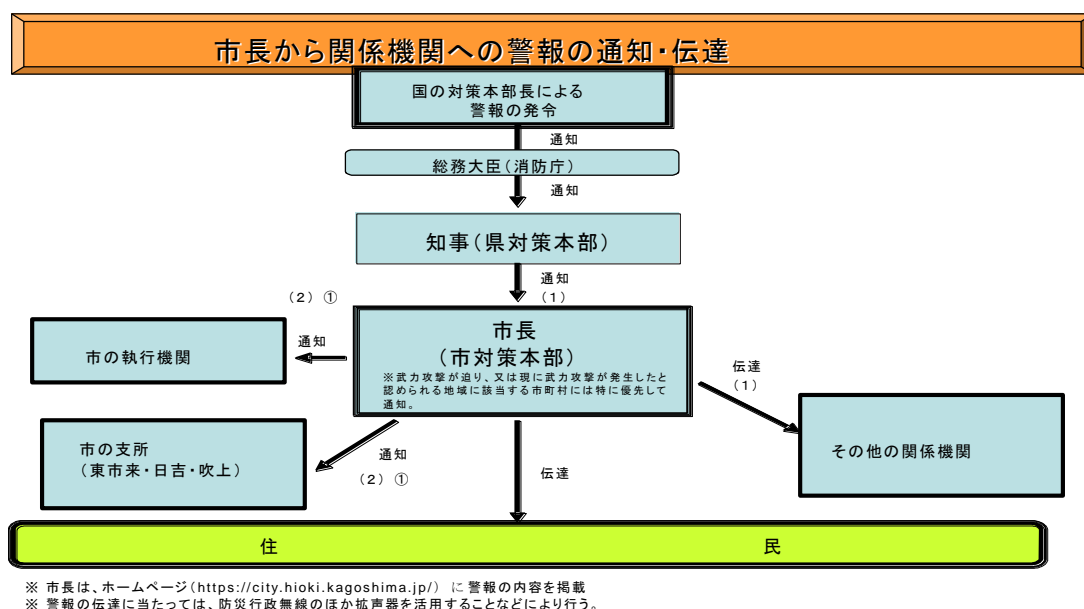 市長から関係機関への警報の通知・伝達
国の対策本部長による
警報の発令
通知
総務大臣(消防庁)
通知
知事(県対策本部)
通知
(1)
(2) ①
市長
(市対策本部)
※武力攻撃が迫り、又は現に武力攻撃が発生したと
認められる地域に該当する市町村には特に優先して
通知。
通知
市の執行機関
伝達
(1)
市の支所
(東市来・日吉・吹上)
通知
(2) ①
伝達
その他の関係機関
住 民
※ 市長は、ホームページ(https://city.hioki.kagoshima.jp/) に警報の内容を掲載
※ 警報の伝達に当たっては、防災行政無線のほか拡声器を活用することなどにより行う。